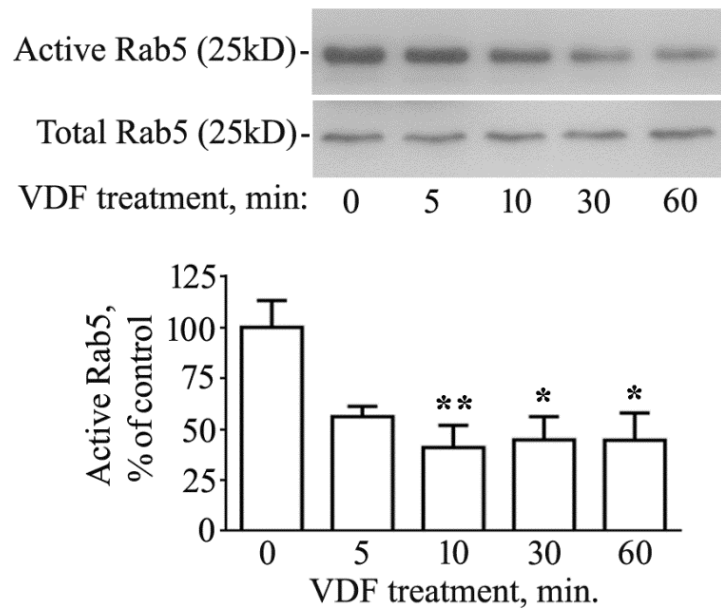 Active Rab5 (25kD)-
Total Rab5 (25kD)-
VDF treatment, min: 0 5 10 30 60
Active Rab5,
% of control
125
100
75
50
25
0
** * *
0 5 10 30 60
VDF treatment, min.